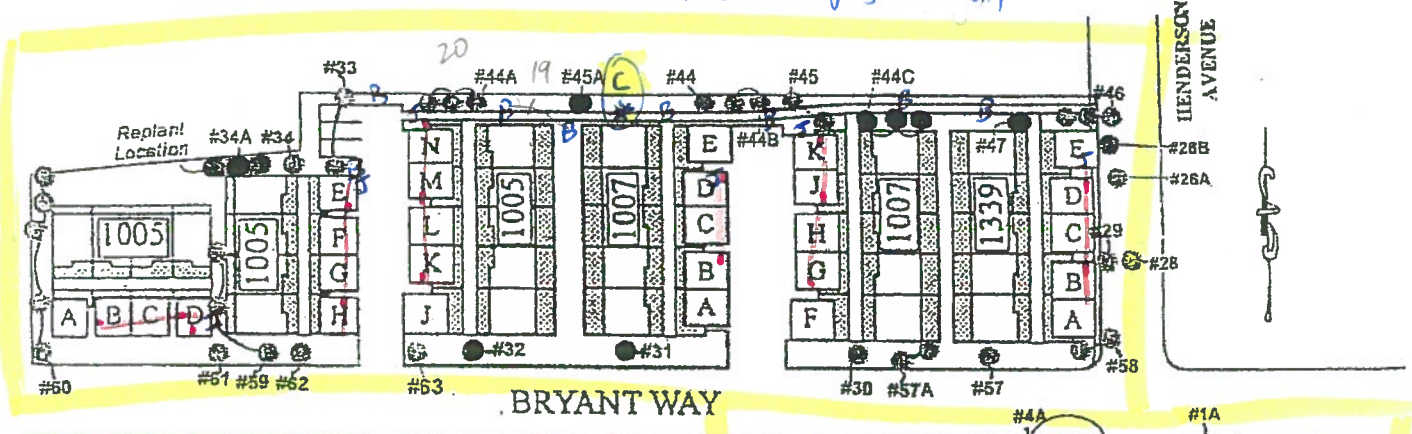 HENDERSON
AVENUE
20
#33
#44A
19
#45A
C
#44
#45
#44C
#46
B
B
B
B
B
B
B
Replant
Location
#34A
#34
#44B
#47
#26B
#26A
N
M
L
K
J
1005
1007
E
D
C
B
A
K
J
H
G
F
1007
1339
E
D
C
B
A
#29
#28
1005
1005
E
F
G
H
A
B
C
D
#60
#61
#59
#62
#63
#32
#31
#30
#57A
#57
#58
BRYANT WAY
#4A
#1A